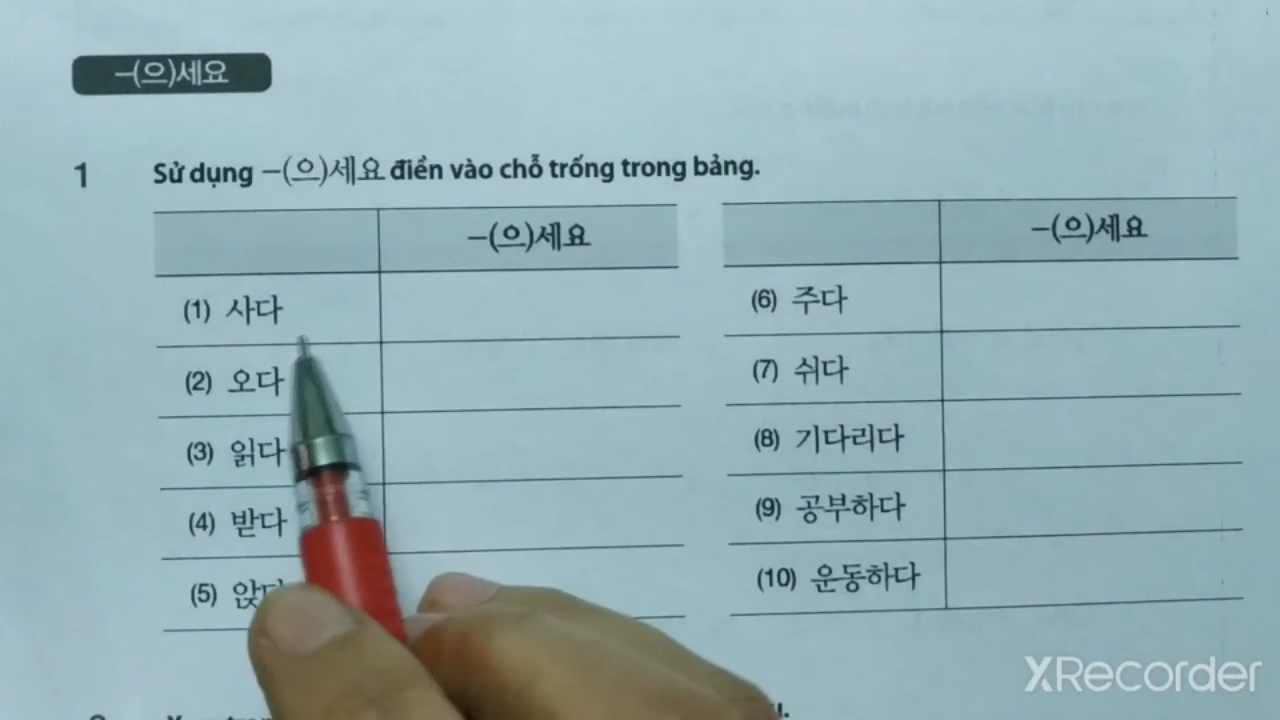 -(으)세요
1 Sử dụng -(으)세요 điền vào chỗ trống trong bảng.
-(으)세요
(1) 사다
(2) 오다
(3) 읽다
(4) 받다
(5)
-(으)세요
(6) 주다
(7) 쉬다
(8) 기다리다
(9) 공부하다
(10) 운동하다
XRecorder